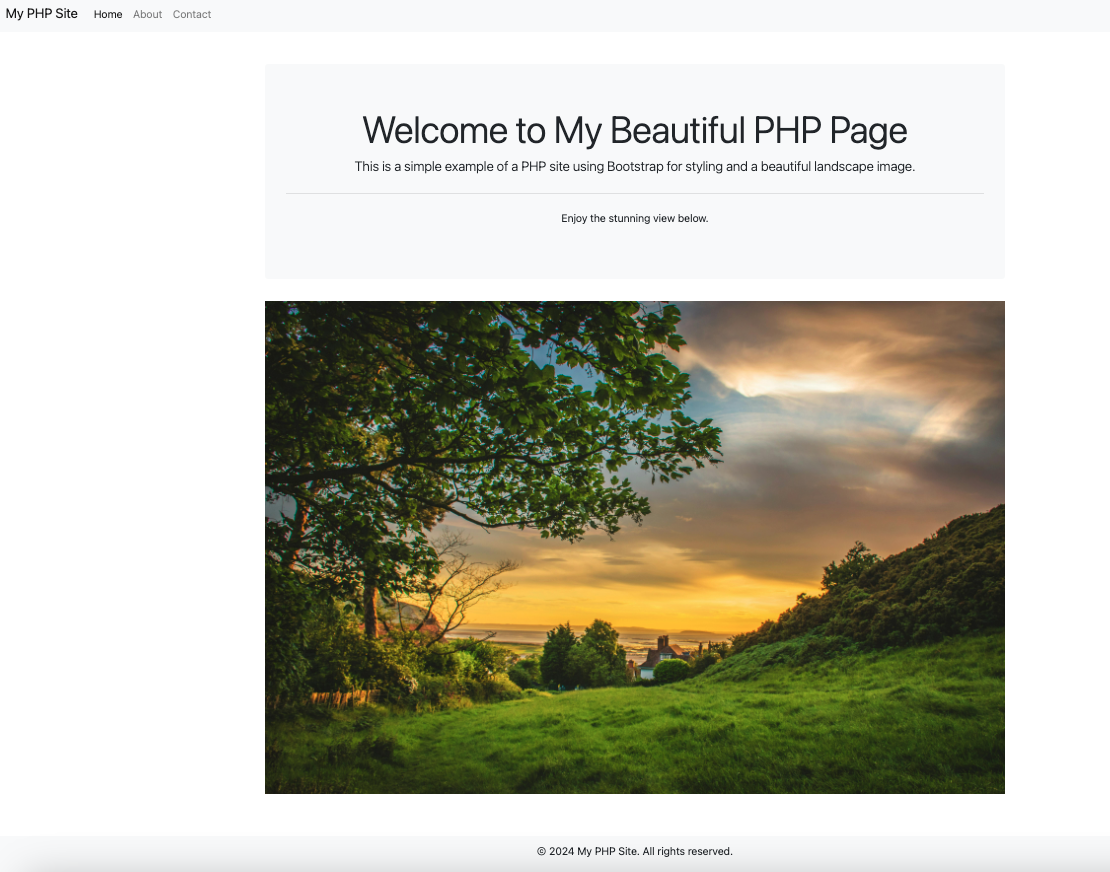 My PHP Site Home About Contact
Welcome to My Beautiful PHP Page
This is a simple example of a PHP site using Bootstrap for styling and a beautiful landscape image.
Enjoy the stunning view below.
© 2024 My PHP Site. All rights reserved.